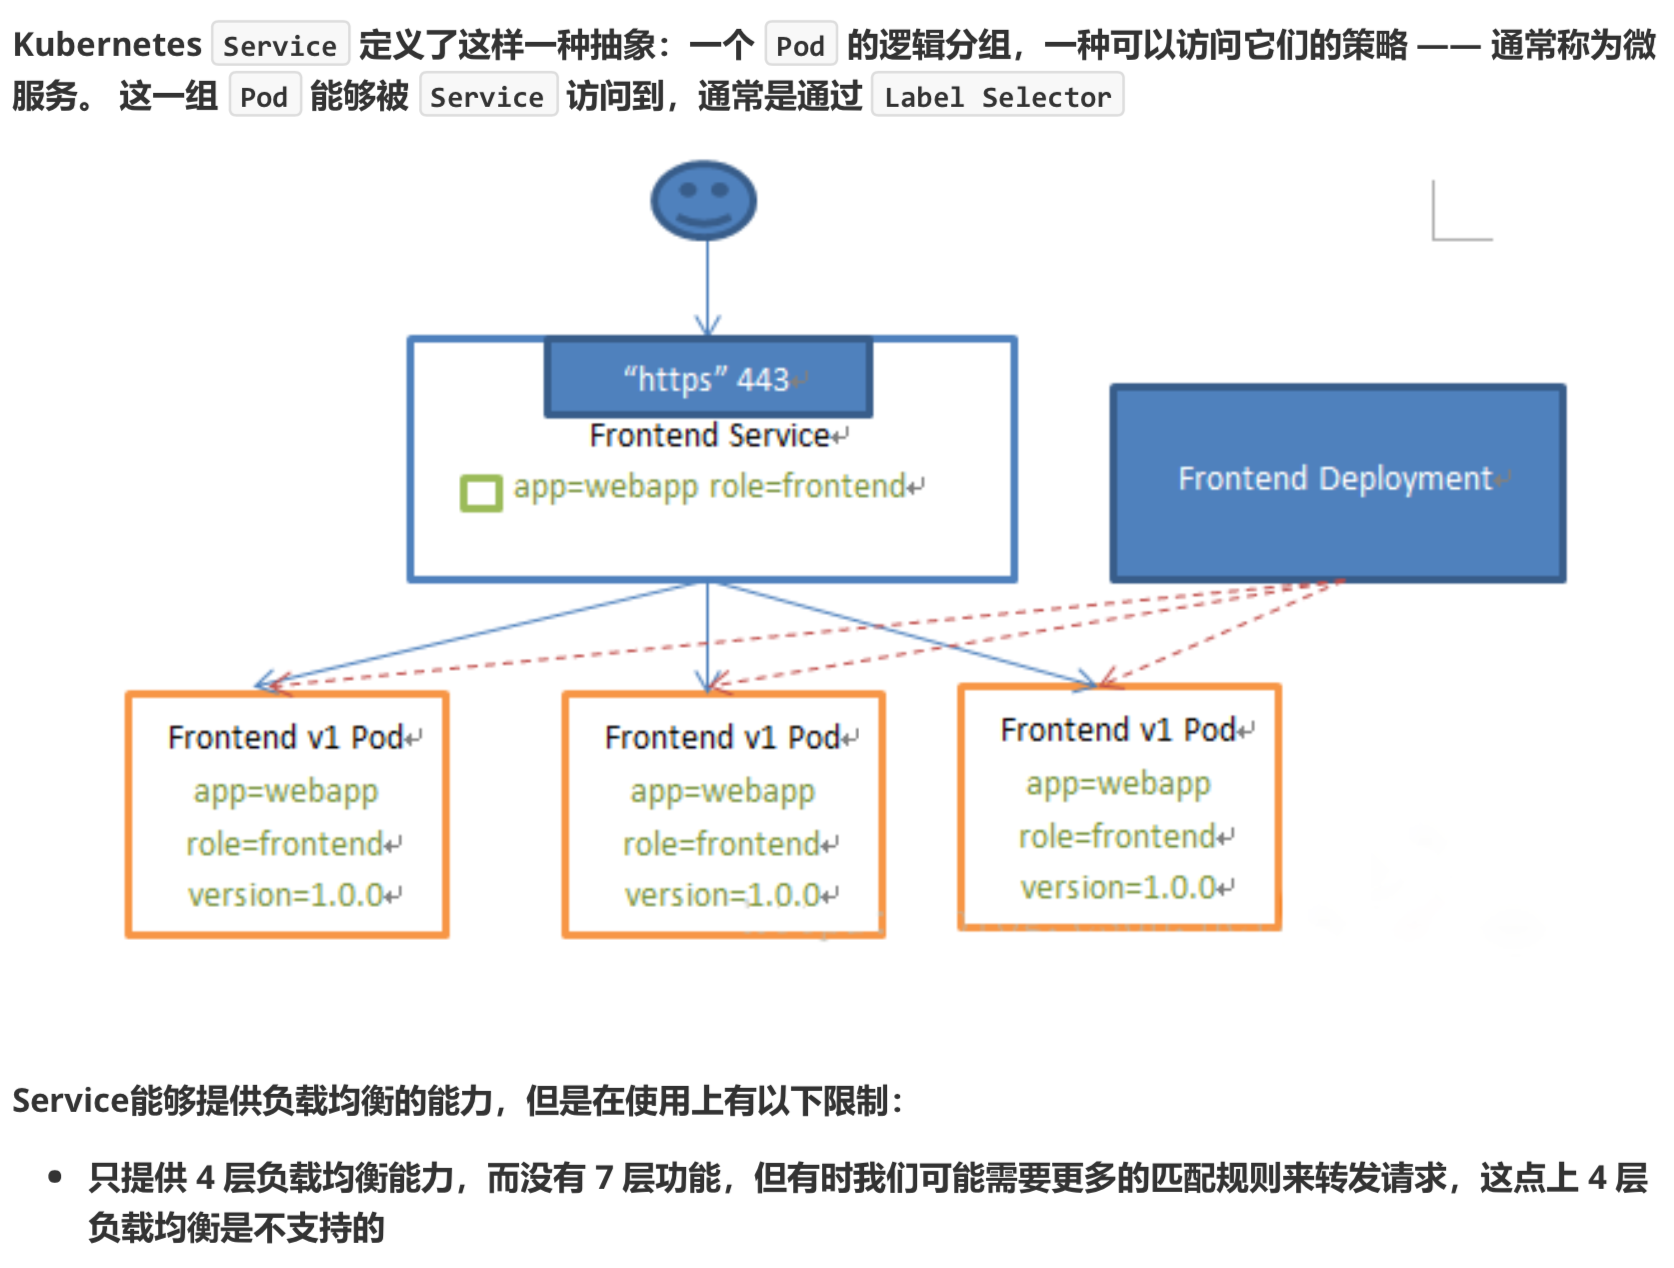 Kubernetes Service 定义了这样一种抽象：一个 Pod 的逻辑分组，一种可以访问它们的策略 —— 通常称为微
服务。 这一组 Pod 能够被 Service 访问到，通常是通过 Label Selector
“https” 443
Frontend Service
app=webapp role=frontend
Frontend Deployment
Frontend v1 Pod
app=webapp
role=frontend
version=1.0.0
Frontend v1 Pod
app=webapp
role=frontend
version=1.0.0
Frontend v1 Pod
app=webapp
role=frontend
version=1.0.0
Service能够提供负载均衡的能力，但是在使用上有以下限制：
• 只提供 4 层负载均衡能力，而没有 7 层功能，但有时我们可能需要更多的匹配规则来转发请求，这点上 4 层
负载均衡是不支持的